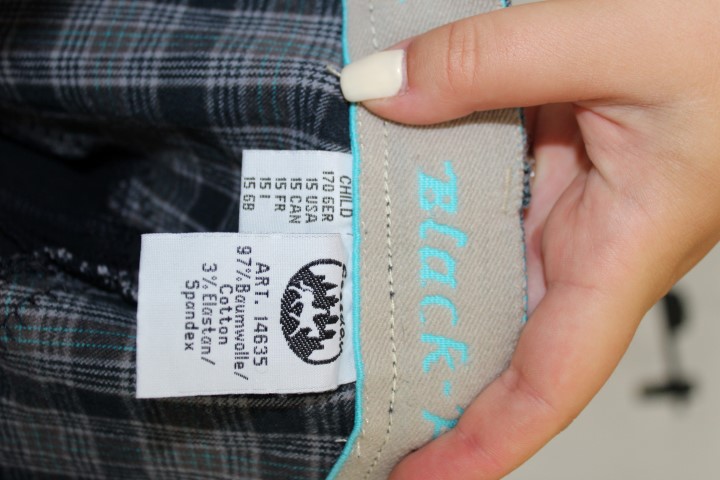 CHILD
170 GER
15 USA
15 CAN
15 FR
15 I
15 GB
ART. 14635
97% Baumwolle/
Cotton
3% Elastan/
Spandex
Black-